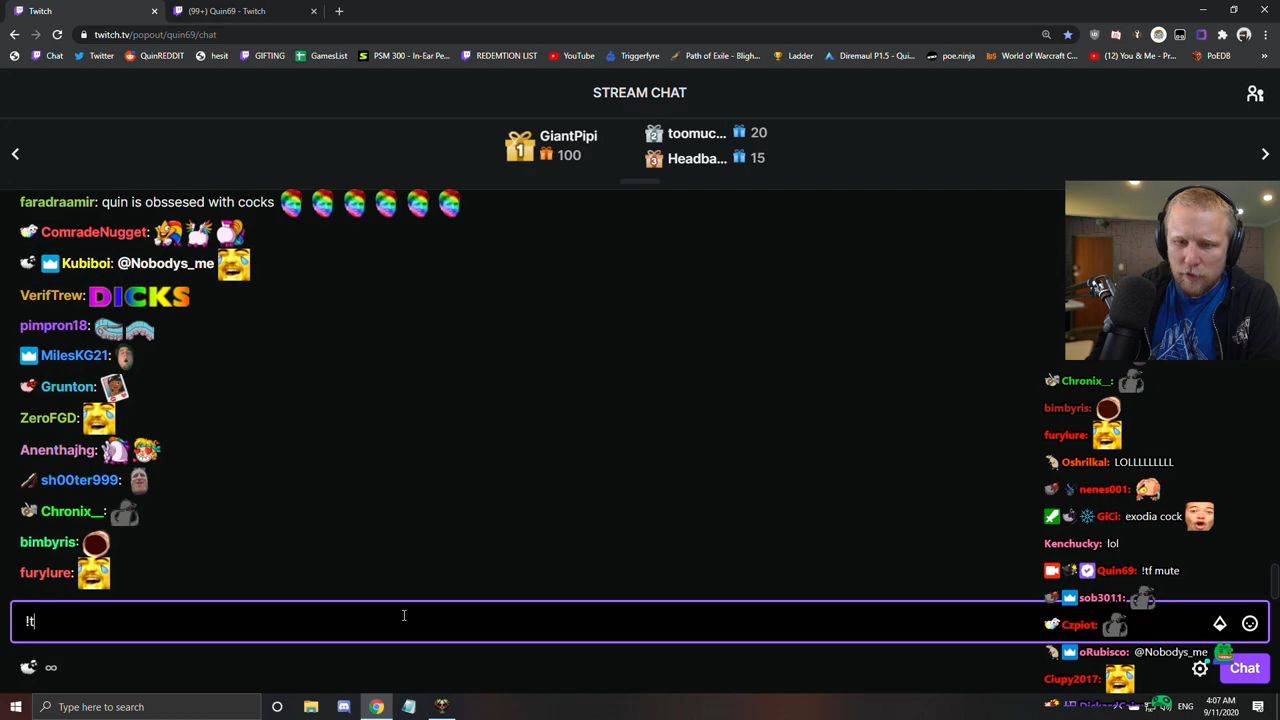 Twitch
(99+) Quin69 - Twitch
twitch.tv/popout/quin69/chat
Chat
Twitter
QuinREDDIT
hesit
GIFTING
GamesList
PSM 300 - In-Ear Pe...
REDEMTION LIST
YouTube
Triggerfyre
Path of Exile - Bligh...
Ladder
Diremaul P1.5 - Qui...
poe.ninja
World of Warcraft C...
(12) You & Me - Pr...
PoEDB
STREAM CHAT
1 GiantPipi
100
2 toomuc... 20
3 Headba... 15
faradraamir: quin is obssesed with cocks
ComradeNugget:
Kubiboi: @Nobodys_me
VerifTrew: DICKS
pimpron18:
MilesKG21:
Grunton:
ZeroFGD:
Anenthajhg:
sh00ter999:
Chronix__:
bimbyris:
furylure:
!t
Chat
Chronix__:
bimbyris:
furylure:
Oshrilkal: LOLLLLLLLLL
nenes001:
GiCi: exodia cock
Kenchucky: lol
Quin69: !tf mute
sob3011:
Czpiot:
oRubisco: @Nobodys_me
Ciupy2017:
Type here to search
ENG
4:07 AM
9/11/2020